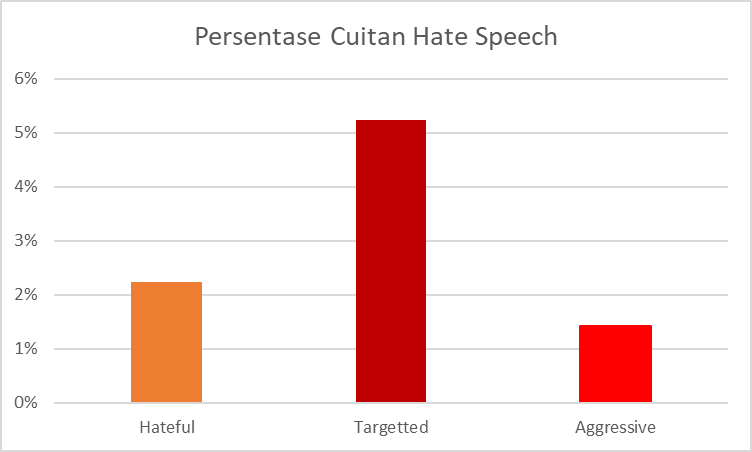 Persentase Cuitan Hate Speech
6%
5%
4%
3%
2%
1%
0%
Hateful
Targetted
Aggressive